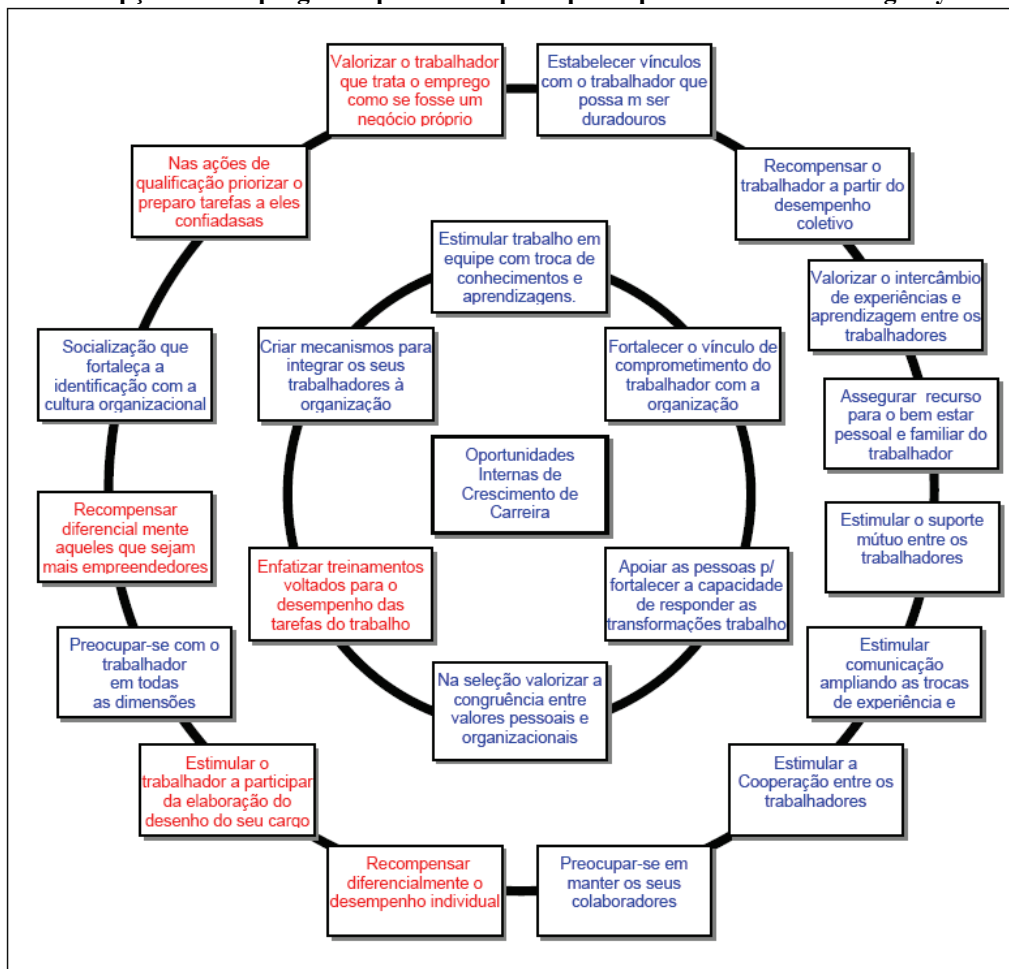 Valorizar o trabalhador
que trata o emprego
como se fosse um
negócio próprio
Estabelecer vínculos
com o trabalhador que
possa m ser
duradouros
Nas ações de
qualificação priorizar o
preparo tarefas a eles
confiadasas
Recompensar o
trabalhador a partir do
desempenho
coletivo
Estimular trabalho em
equipe com troca de
conhecimentos e
aprendizagens.
Valorizar o intercâmbio
de experiências e
aprendizagem entre os
trabalhadores
Socialização que
fortaleça a
identificação com a
cultura organizacional
Criar mecanismos para
integrar os seus
trabalhadores à
organização
Fortalecer o vínculo de
comprometimento do
trabalhador com a
organização
Assegurar recurso
para o bem estar
pessoal e familiar do
trabalhador
Oportunidades
Internas de
Crescimento de
Carreira
Recompensar
diferencial mente
aqueles que sejam
mais empreendedores
Estimular o suporte
mútuo entre os
trabalhadores
Enfatizar treinamentos
voltados para o
desempenho das
tarefas do trabalho
Apoiar as pessoas p/
fortalecer a capacidade
de responder as
transformações trabalho
Preocupar-se com o
trabalhador
em todas
as dimensões
Estimular
comunicação
ampliando as trocas
de experiência e
Na seleção valorizar a
congruência entre
valores pessoais e
organizacionais
Estimular o
trabalhador a participar
da elaboração do
desenho do seu cargo
Estimular a
Cooperação entre os
trabalhadores
Recompensar
diferencialmente o
desempenho individual
Preocupar-se em
manter os seus
colaboradores